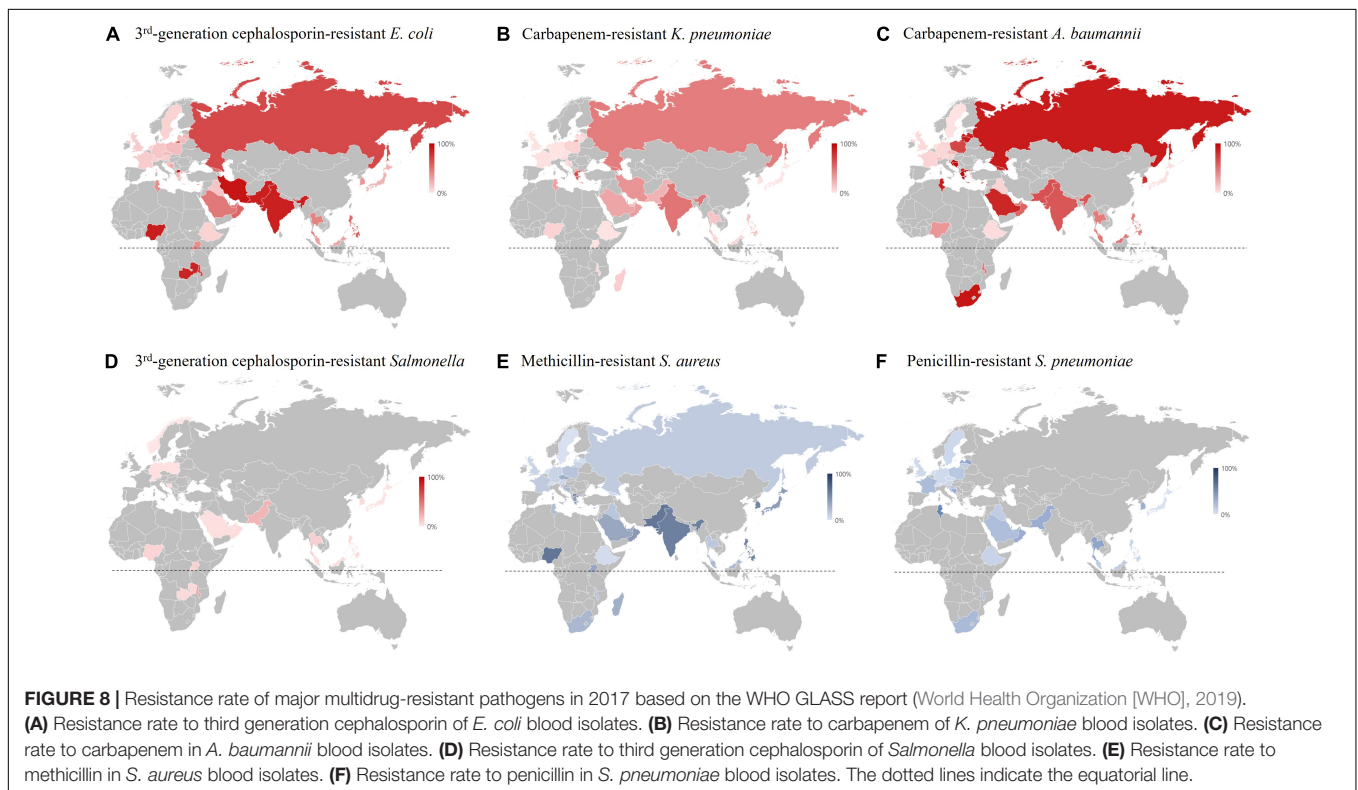 A 3rd-generation cephalosporin-resistant E. coli
B Carbapenem-resistant K. pneumoniae
C Carbapenem-resistant A. baumannii
100%
0%
100%
0%
100%
0%
D 3rd-generation cephalosporin-resistant Salmonella
E Methicillin-resistant S. aureus
F Penicillin-resistant S. pneumoniae
100%
0%
100%
0%
100%
0%
FIGURE 8 | Resistance rate of major multidrug-resistant pathogens in 2017 based on the WHO GLASS report (World Health Organization [WHO], 2019).
(A) Resistance rate to third generation cephalosporin of E. coli blood isolates. (B) Resistance rate to carbapenem of K. pneumoniae blood isolates. (C) Resistance
rate to carbapenem in A. baumannii blood isolates. (D) Resistance rate to third generation cephalosporin of Salmonella blood isolates. (E) Resistance rate to
methicillin in S. aureus blood isolates. (F) Resistance rate to penicillin in S. pneumoniae blood isolates. The dotted lines indicate the equatorial line.